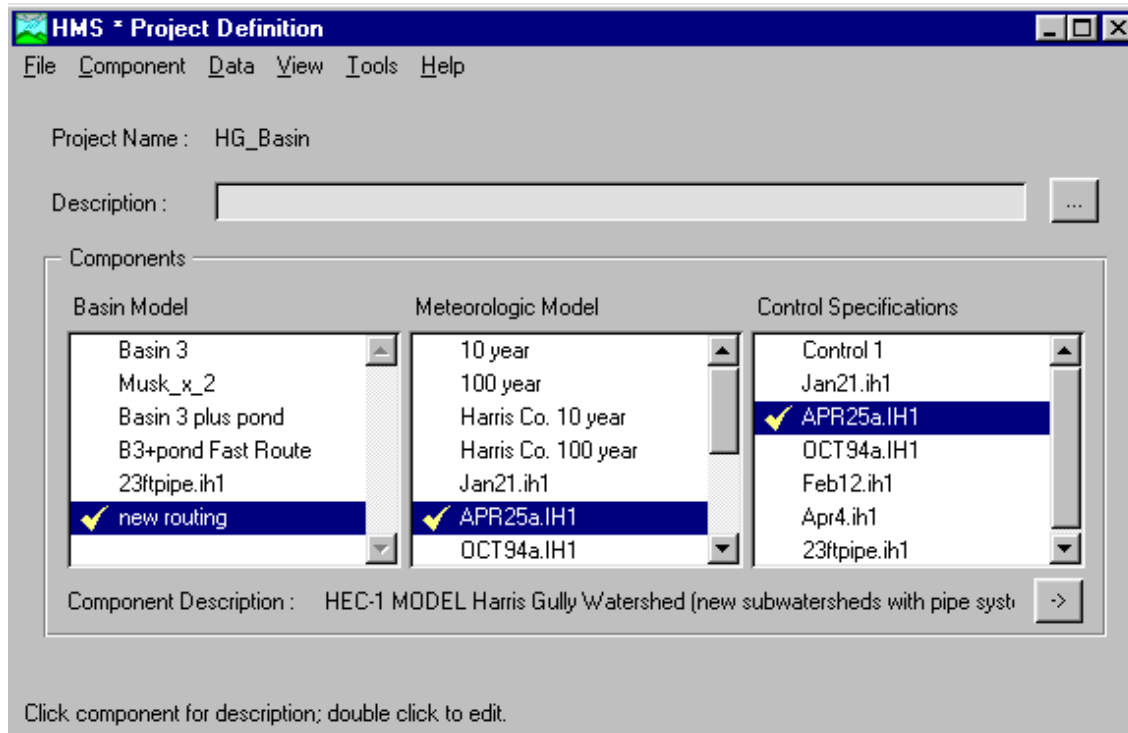 HMS * Project Definition
File Component Data View Tools Help
Project Name : HG_Basin
Description :
...
Components
Basin Model
Basin 3
Musk_x_2
Basin 3 plus pond
B3+pond Fast Route
23ftpipe.ih1
new routing
Meteorologic Model
10 year
100 year
Harris Co. 10 year
Harris Co. 100 year
Jan21.ih1
APR25a.IH1
OCT94a.IH1
Control Specifications
Control 1
Jan21.ih1
APR25a.IH1
OCT94a.IH1
Feb12.ih1
Apr4.ih1
23ftpipe.ih1
Component Description : HEC-1 MODEL Harris Gully Watershed (new subwatersheds with pipe syst
->
Click component for description; double click to edit.